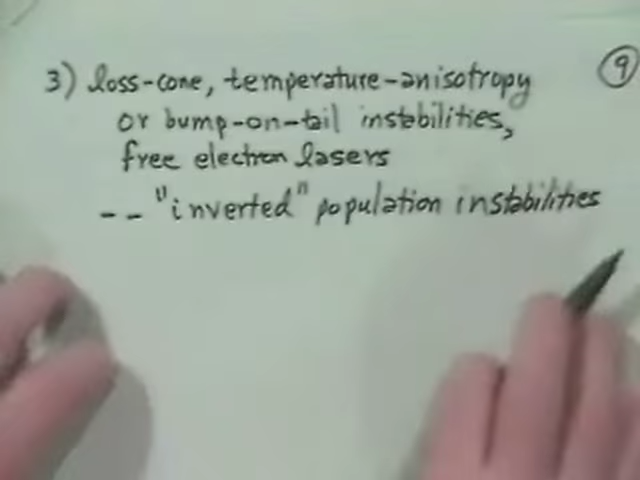 9
3) loss-cone, temperature-anisotropy
or bump-on-tail instabilities,
free electron lasers
-- "inverted" population instabilities